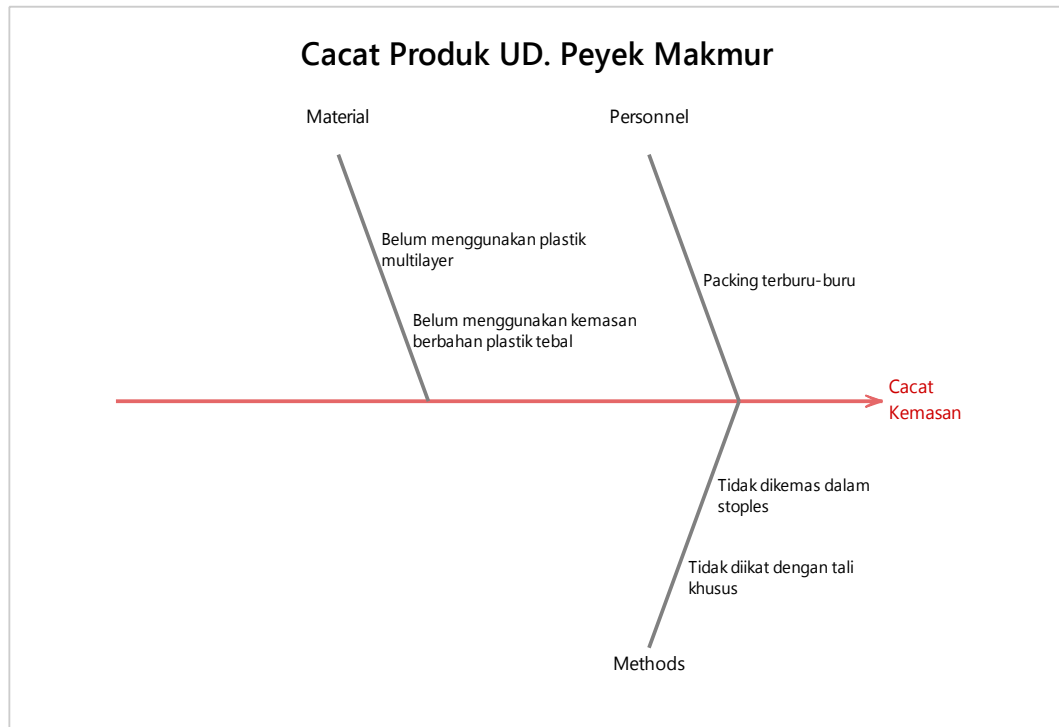 Cacat Produk UD. Peyek Makmur
Material
Personnel
Belum menggunakan plastik
multilayer
Packing terburu-buru
Belum menggunakan kemasan
berbahan plastik tebal
Cacat
Kemasan
Tidak dikemas dalam
stoples
Tidak diikat dengan tali
khusus
Methods